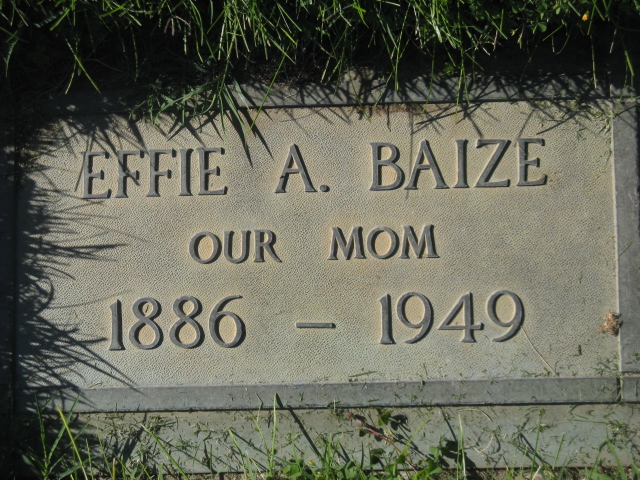 EFFIE A. BAIZE
OUR MOM
1886 – 1949